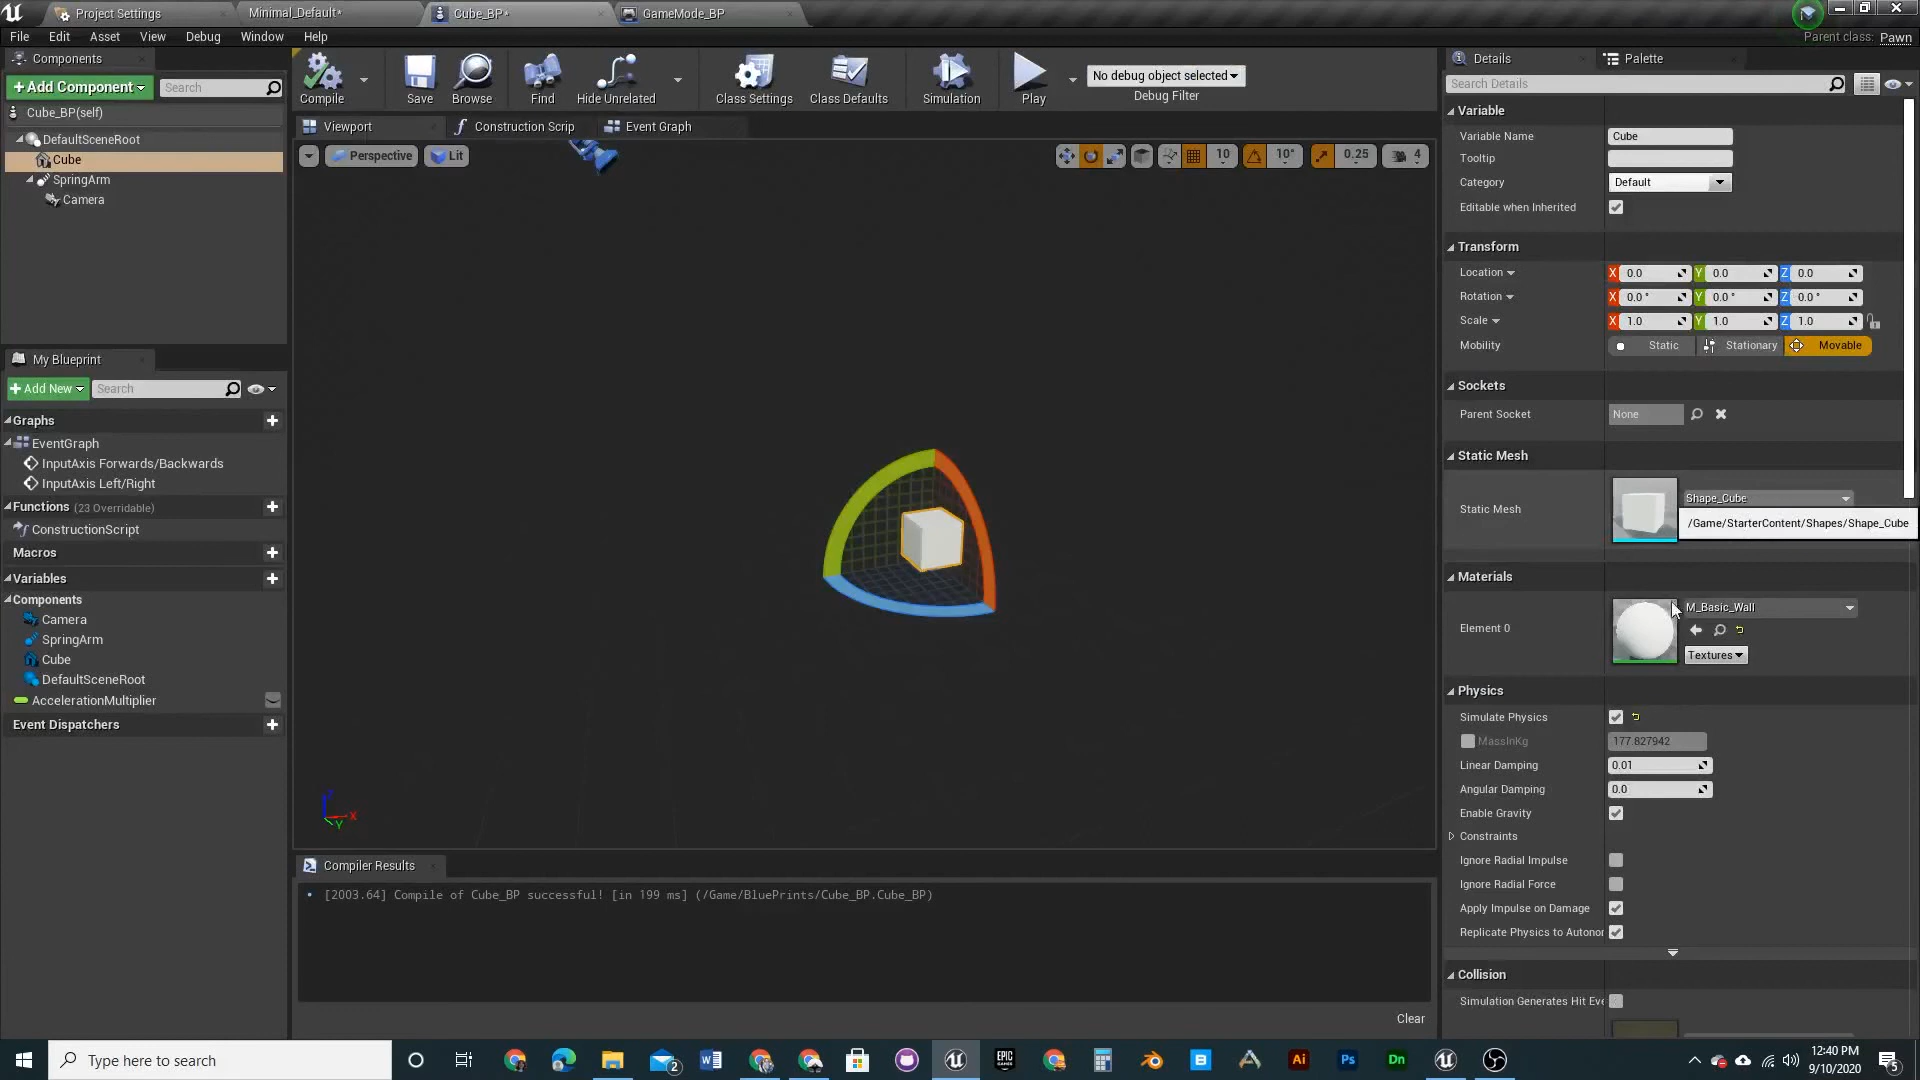 Project Settings
Minimal_Default*
Cube_BP*
GameMode_BP
File Edit Asset View Debug Window Help
Parent class: Pawn
Components
+Add Component
Search
Cube_BP(self)
DefaultSceneRoot
Cube
SpringArm
Camera
My Blueprint
+Add New
Search
Graphs
EventGraph
InputAxis Forwards/Backwards
InputAxis Left/Right
Functions (23 Overridable)
ConstructionScript
Macros
Variables
Components
Camera
SpringArm
Cube
DefaultSceneRoot
AccelerationMultiplier
Event Dispatchers
Compile
Save
Browse
Find
Hide Unrelated
Class Settings
Class Defaults
Simulation
Play
No debug object selected
Debug Filter
Viewport
Construction Scrip
Event Graph
Perspective
Lit
10
10°
0.25
4
Z
X
Y
Compiler Results
[2003.64] Compile of Cube_BP successful! [in 199 ms] (/Game/BluePrints/Cube_BP.Cube_BP)
Clear
Details
Palette
Search Details
Variable
Variable Name Cube
Tooltip
Category Default
Editable when Inherited
Transform
Location X 0.0 Y 0.0 Z 0.0
Rotation X 0.0° Y 0.0° Z 0.0°
Scale X 1.0 Y 1.0 Z 1.0
Mobility Static Stationary Movable
Sockets
Parent Socket None
Static Mesh
Static Mesh Shape_Cube
/Game/StarterContent/Shapes/Shape_Cube
Materials
Element 0 M_Basic_Wall
Textures
Physics
Simulate Physics
MassInKg 177.827942
Linear Damping 0.01
Angular Damping 0.0
Enable Gravity
Constraints
Ignore Radial Impulse
Ignore Radial Force
Apply Impulse on Damage
Replicate Physics to Autonor
Collision
Simulation Generates Hit Eve
Type here to search
2
W
EPIC
GAMES
B
Ai
Ps
Dn
12:40 PM
9/10/2020
5